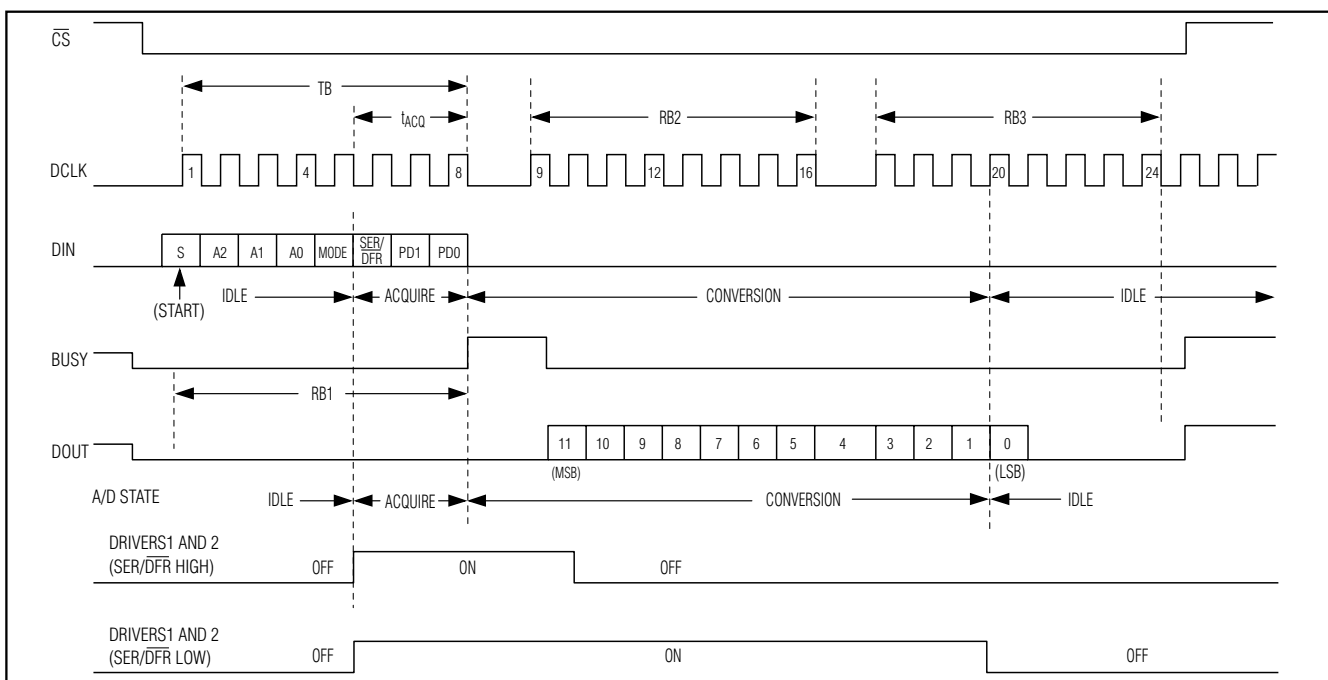 CS
TB
tACQ
RB2
RB3
DCLK
1 4 8 9 12 16 20 24
DIN
S A2 A1 A0 MODE SER/DFR PD1 PD0
(START)
IDLE ACQUIRE CONVERSION IDLE
BUSY
RB1
DOUT
11 10 9 8 7 6 5 4 3 2 1 0
(MSB) (LSB)
A/D STATE
IDLE ACQUIRE CONVERSION IDLE
DRIVERS1 AND 2
(SER/DFR HIGH)
OFF ON OFF
DRIVERS1 AND 2
(SER/DFR LOW)
OFF ON OFF